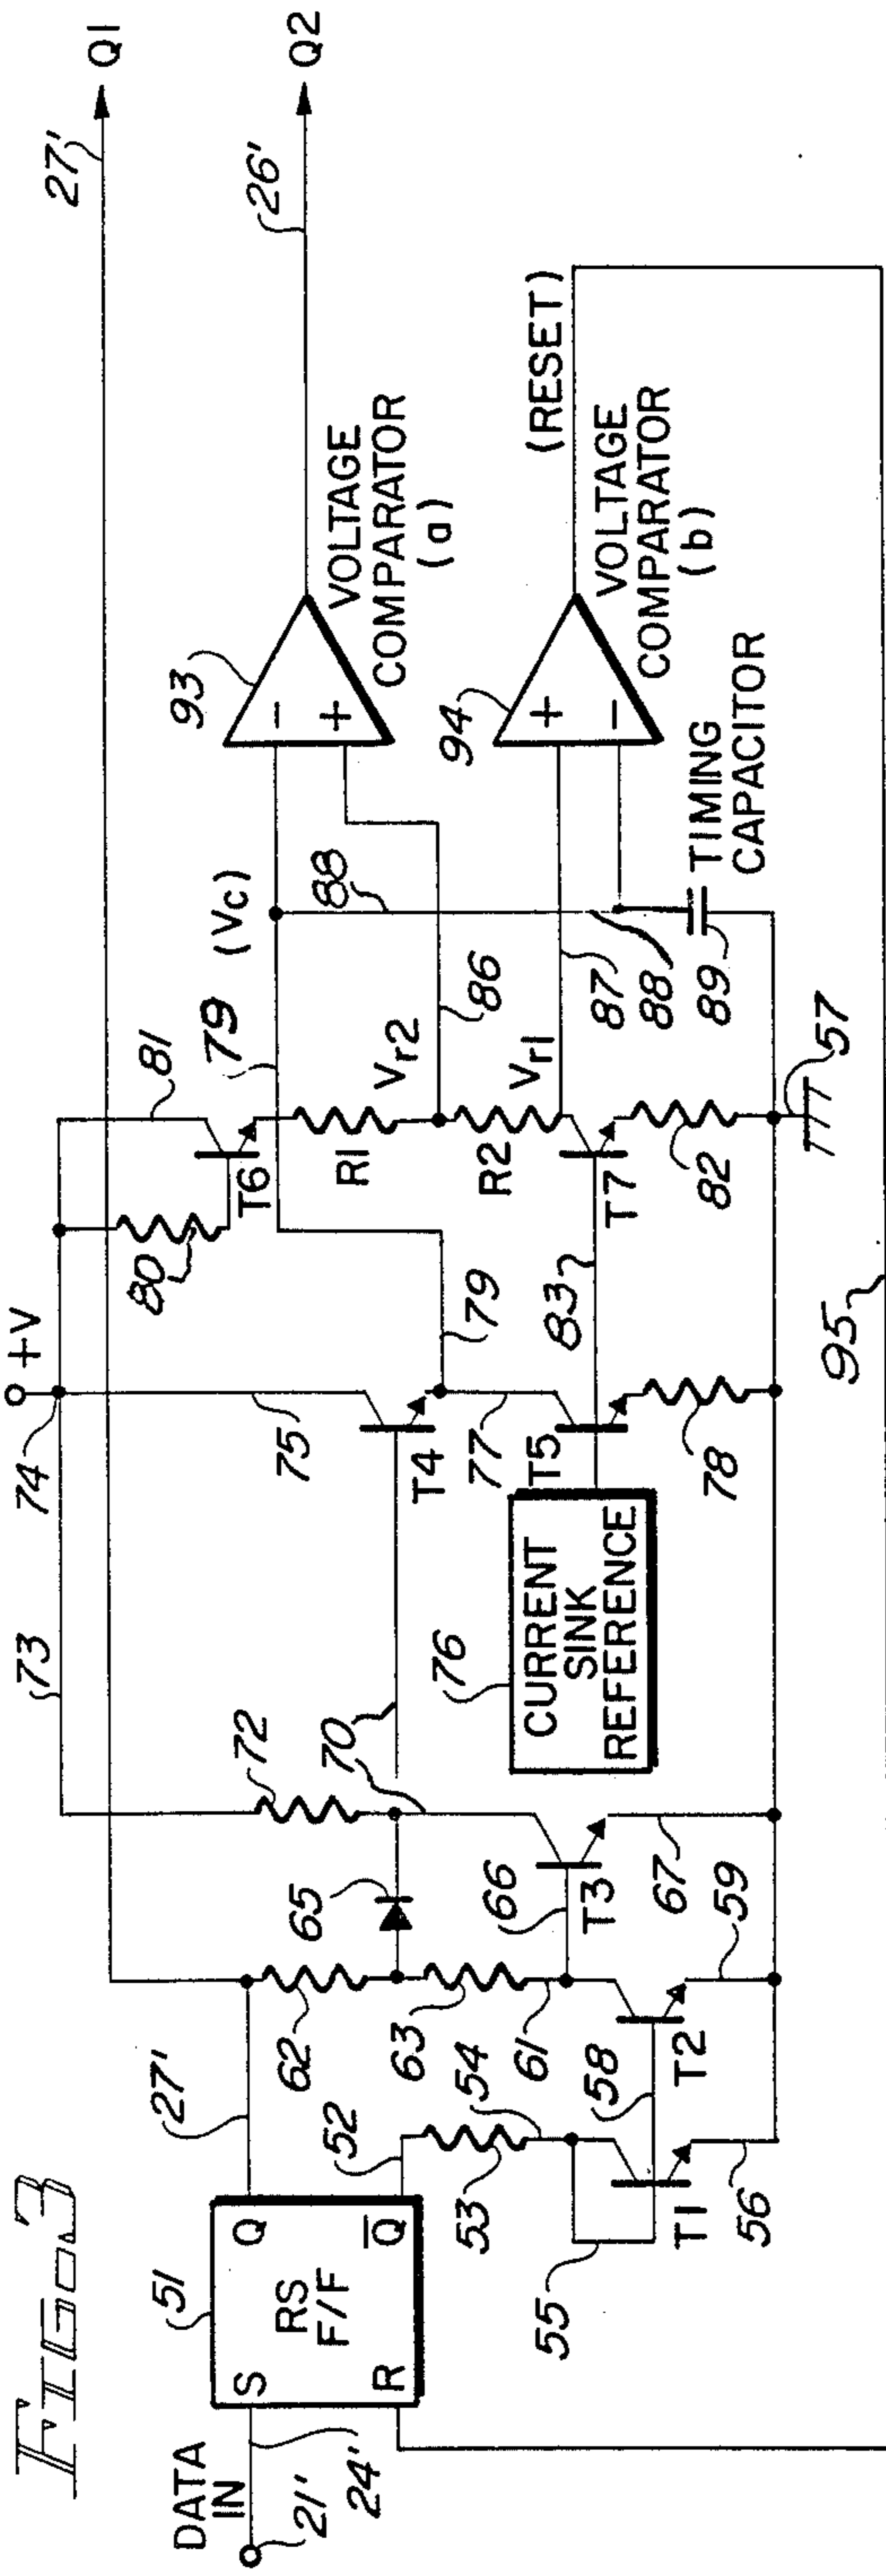 FIG-3
DATA
IN
21'
24'
51
S
Q
RS
F/F
R
Q̅
27'
52
53
54
55
T1
56
58
T2
59
61
62
63
65
66
T3
67
70
72
73
74
+V
75
T4
76
CURRENT
SINK
REFERENCE
T5
77
78
79
79
80
81
T6
R1
R2
T7
82
83
Vr2
Vr1
86
87
88
88
89
(Vc)
TIMING
CAPACITOR
57
93
-
+
VOLTAGE
COMPARATOR
(a)
94
+
-
VOLTAGE
COMPARATOR
(b)
(RESET)
95
26'
27'
Q1
Q2